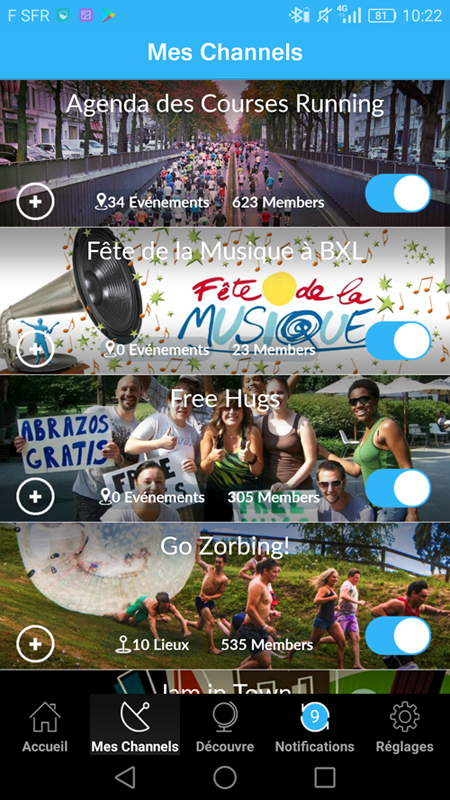 F SFR 4G 81 10:22
Mes Channels
Agenda des Courses Running
34 Evénements 623 Members
Fête de la Musique à BXL
Fête de la
MUSIQUE
0 Evénements 23 Members
Free Hugs
ABRAZOS
GRATIS
FREE
0 Evénements 305 Members
FREE
Go Zorbing!
10 Lieux 535 Members
Jam in Town
9
Accueil Mes Channels Découvre Notifications Réglages